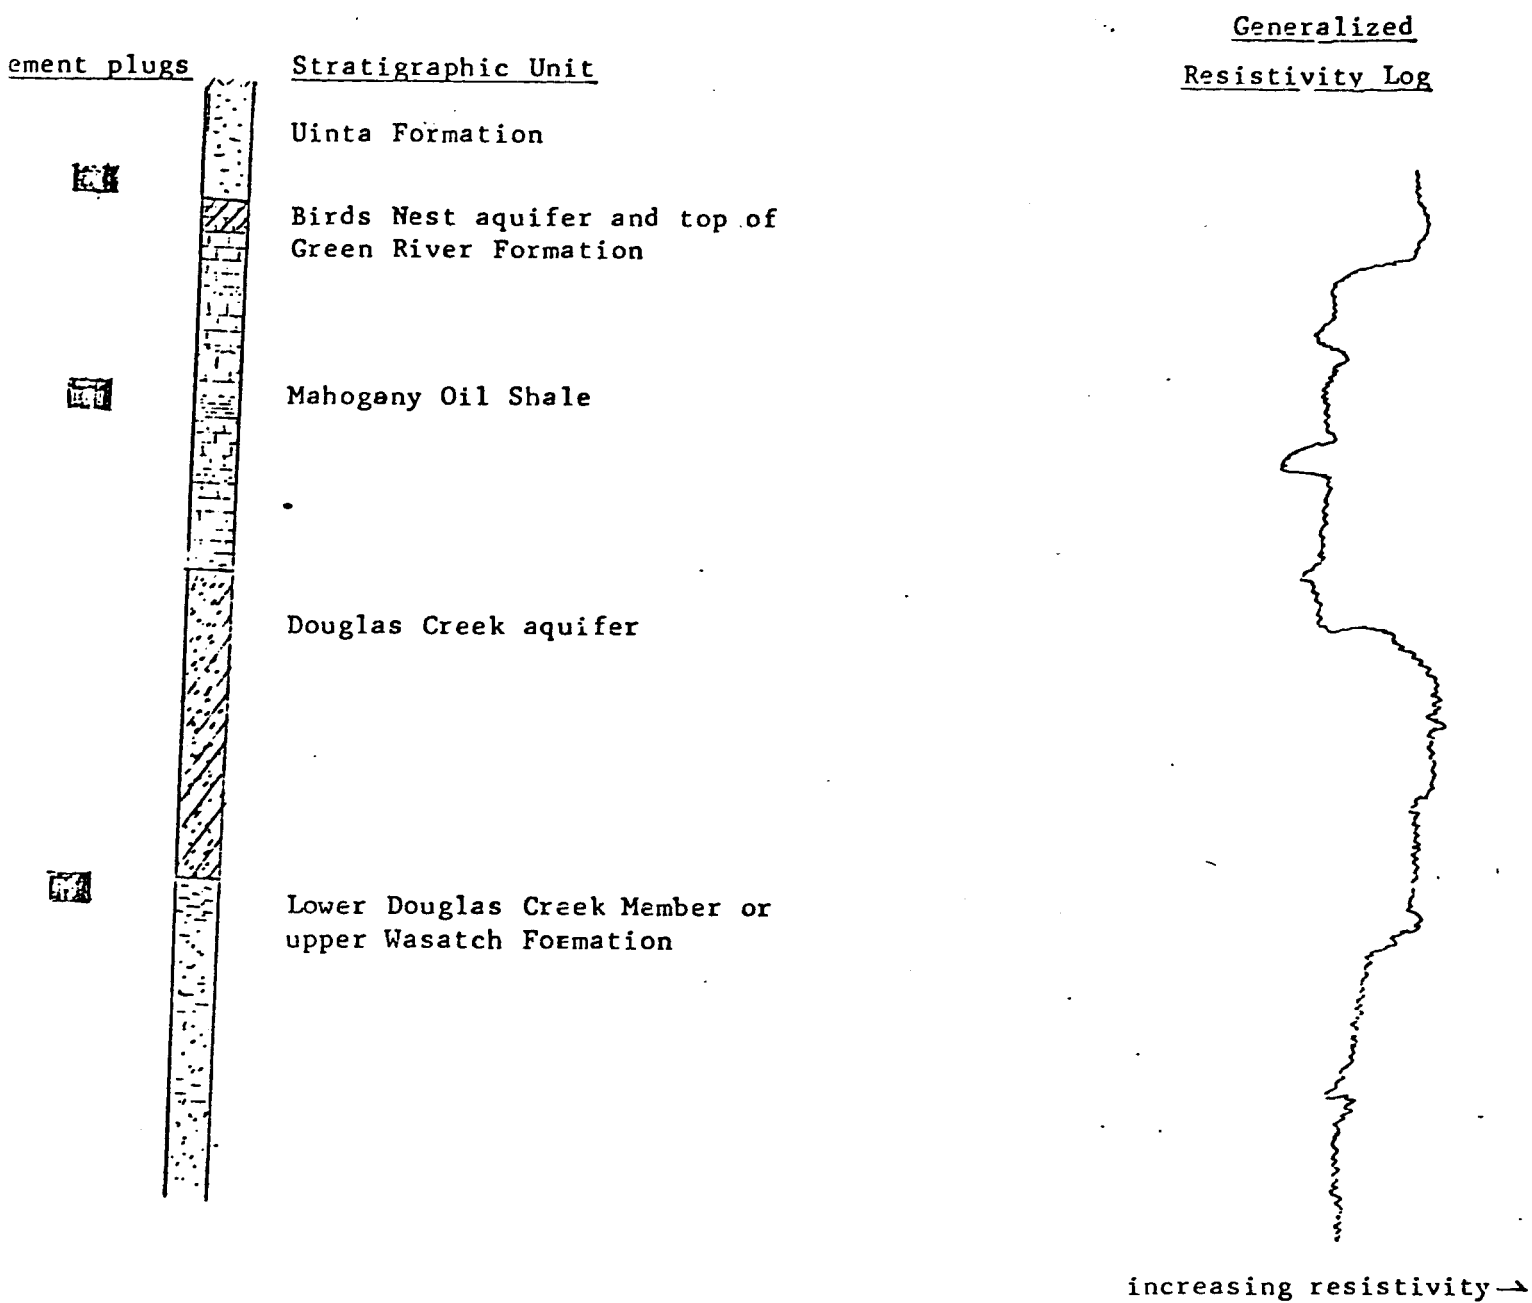 Generalized
Resistivity Log
ement plugs
Stratigraphic Unit
Uinta Formation
Birds Nest aquifer and top of
Green River Formation
Mahogany Oil Shale
Douglas Creek aquifer
Lower Douglas Creek Member or
upper Wasatch Formation
increasing resistivity→